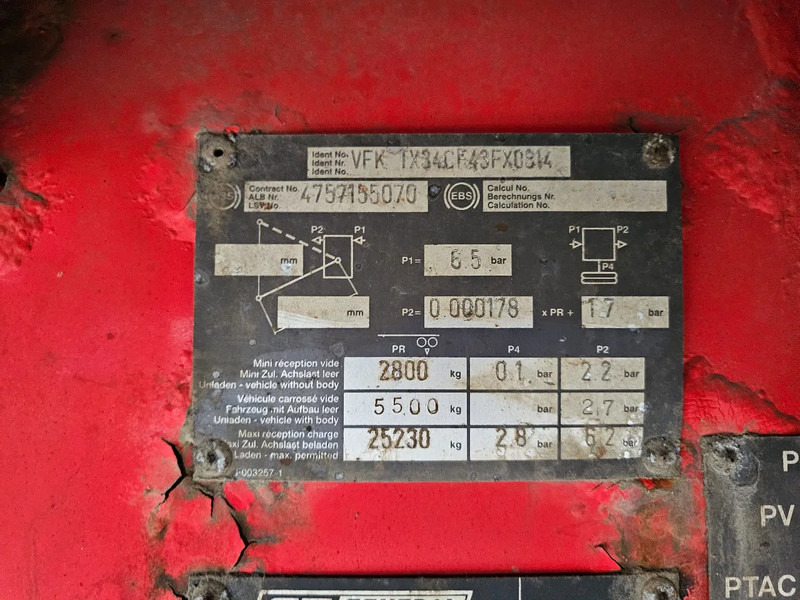 Ident No. VFK TX34CF43FX0314
Ident Nr.
Ident No.
Contract No. 4757155070
ALB Nr.
LSV No.
EBS
Calcul No.
Berechnungs Nr.
Calculation No.
P2 P1
mm
mm
P1= 6.5 bar
P1 P2
P4
P2= 0.000178 x PR + 1.7 bar
PR P4 P2
Mini réception vide
Mini Zul. Achslast leer
Unladen - vehicle without body
2800 kg 0.1 bar 2.2 bar
Véhicule carrossé vide
Fahrzeug mit Aufbau leer
Unladen - vehicle with body
5500 kg bar 2.7 bar
Maxi réception charge
Maxi Zul. Achslast beladen
Laden - max. permitted
25230 kg 2.8 bar 6.2 bar
F003257-1
P
PV
PTAC
GENERAL